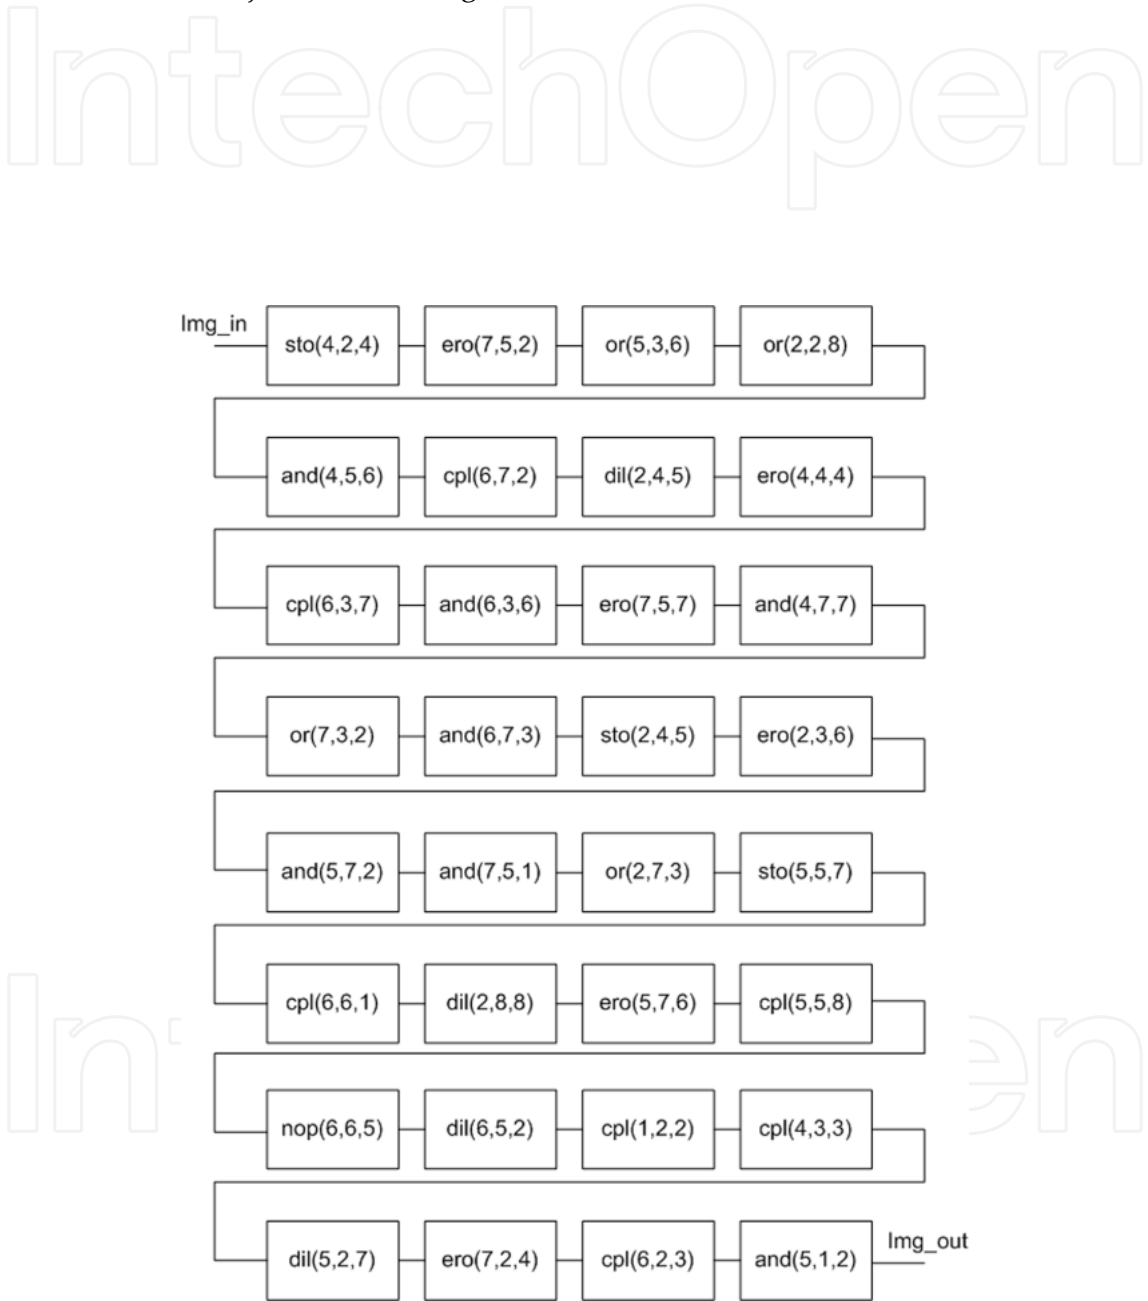 IntechOpen
Img_in
sto(4,2,4) ero(7,5,2) or(5,3,6) or(2,2,8)
and(4,5,6) cpl(6,7,2) dil(2,4,5) ero(4,4,4)
cpl(6,3,7) and(6,3,6) ero(7,5,7) and(4,7,7)
or(7,3,2) and(6,7,3) sto(2,4,5) ero(2,3,6)
and(5,7,2) and(7,5,1) or(2,7,3) sto(5,5,7)
cpl(6,6,1) dil(2,8,8) ero(5,7,6) cpl(5,5,8)
nop(6,6,5) dil(6,5,2) cpl(1,2,2) cpl(4,3,3)
Img_out
dil(5,2,7) ero(7,2,4) cpl(6,2,3) and(5,1,2)